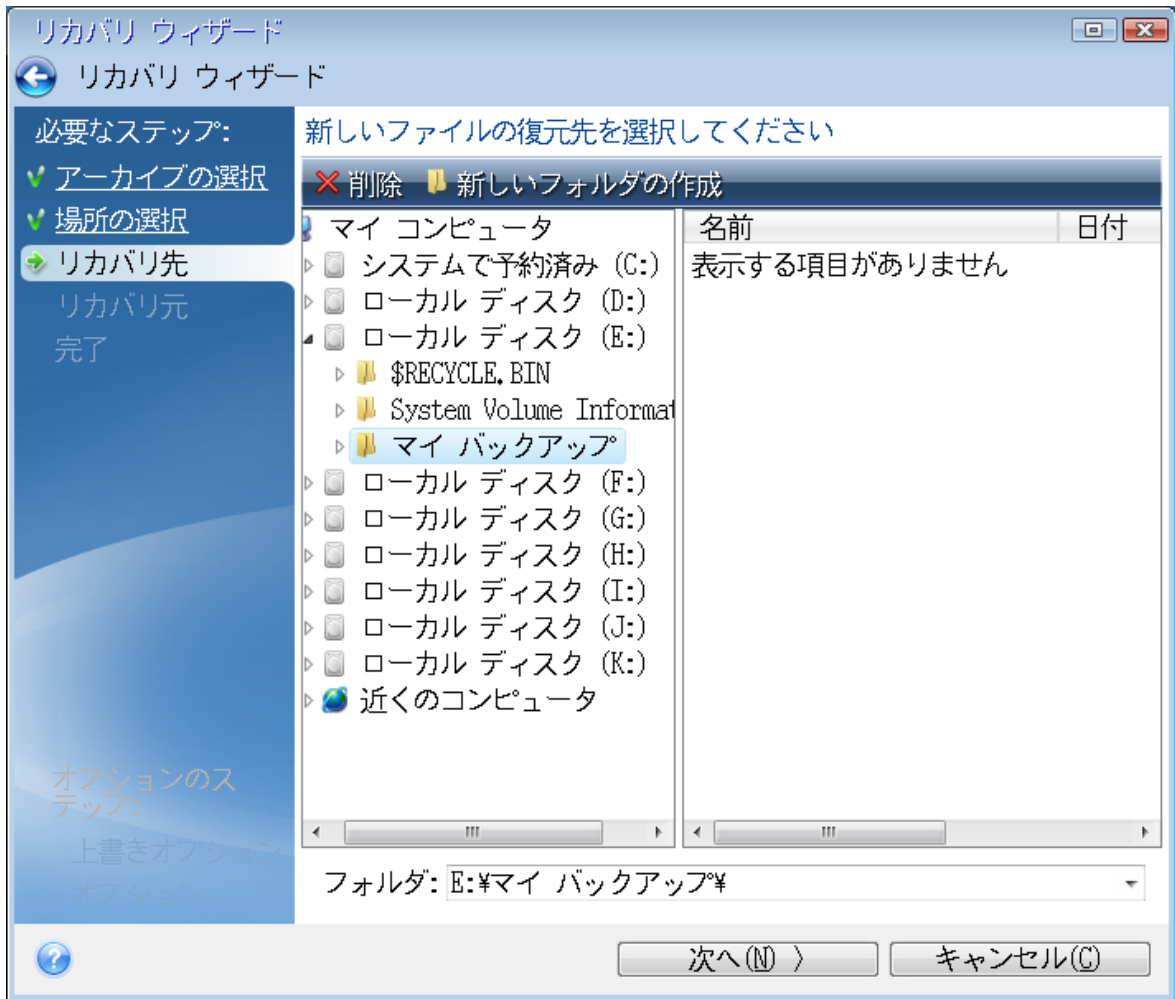 リカバリ ウィザード
リカバリ ウィザード
必要なステップ:
アーカイブの選択
場所の選択
リカバリ先
リカバリ元
完了
オプションのス
テップ:
上書きオプション
オプション
新しいファイルの復元先を選択してください
削除 新しいフォルダの作成
マイ コンピュータ
システムで予約済み (C:)
ローカル ディスク (D:)
ローカル ディスク (E:)
$RECYCLE.BIN
System Volume Informat
マイ バックアップ
ローカル ディスク (F:)
ローカル ディスク (G:)
ローカル ディスク (H:)
ローカル ディスク (I:)
ローカル ディスク (J:)
ローカル ディスク (K:)
近くのコンピュータ
名前 日付
表示する項目がありません
フォルダ: E:¥マイ バックアップ¥
次へ(N) 〉 キャンセル(C)